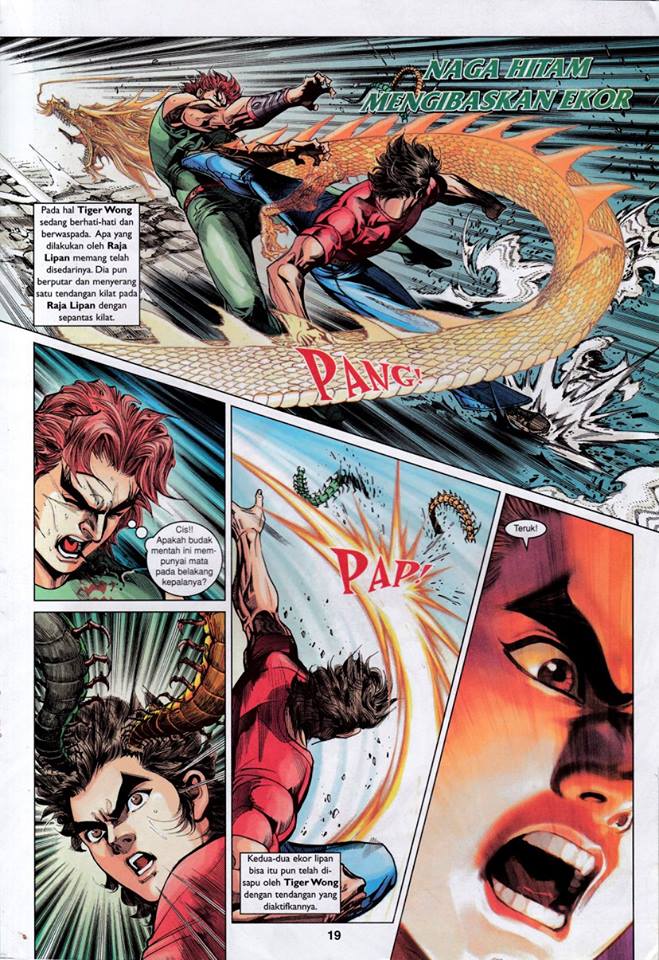 NAGA HITAM
MENGIBASKAN EKOR
Pada hal Tiger Wong
sedang berhati-hati dan
berwaspada. Apa yang
dilakukan oleh Raja
Lipan memang telah
disedarinya. Dia pun
berputar dan menyerang
satu tendangan kilat pada
Raja Lipan dengan
sepantas kilat.
PANG!
Cis!!
Apakah budak
mentah ini mem-
punyai mata
pada belakang
kepalanya?
PAP!
Teruk!
Kedua-dua ekor lipan
bisa itu pun telah di-
sapu oleh Tiger Wong
dengan tendangan yang
diaktifkannya.
19